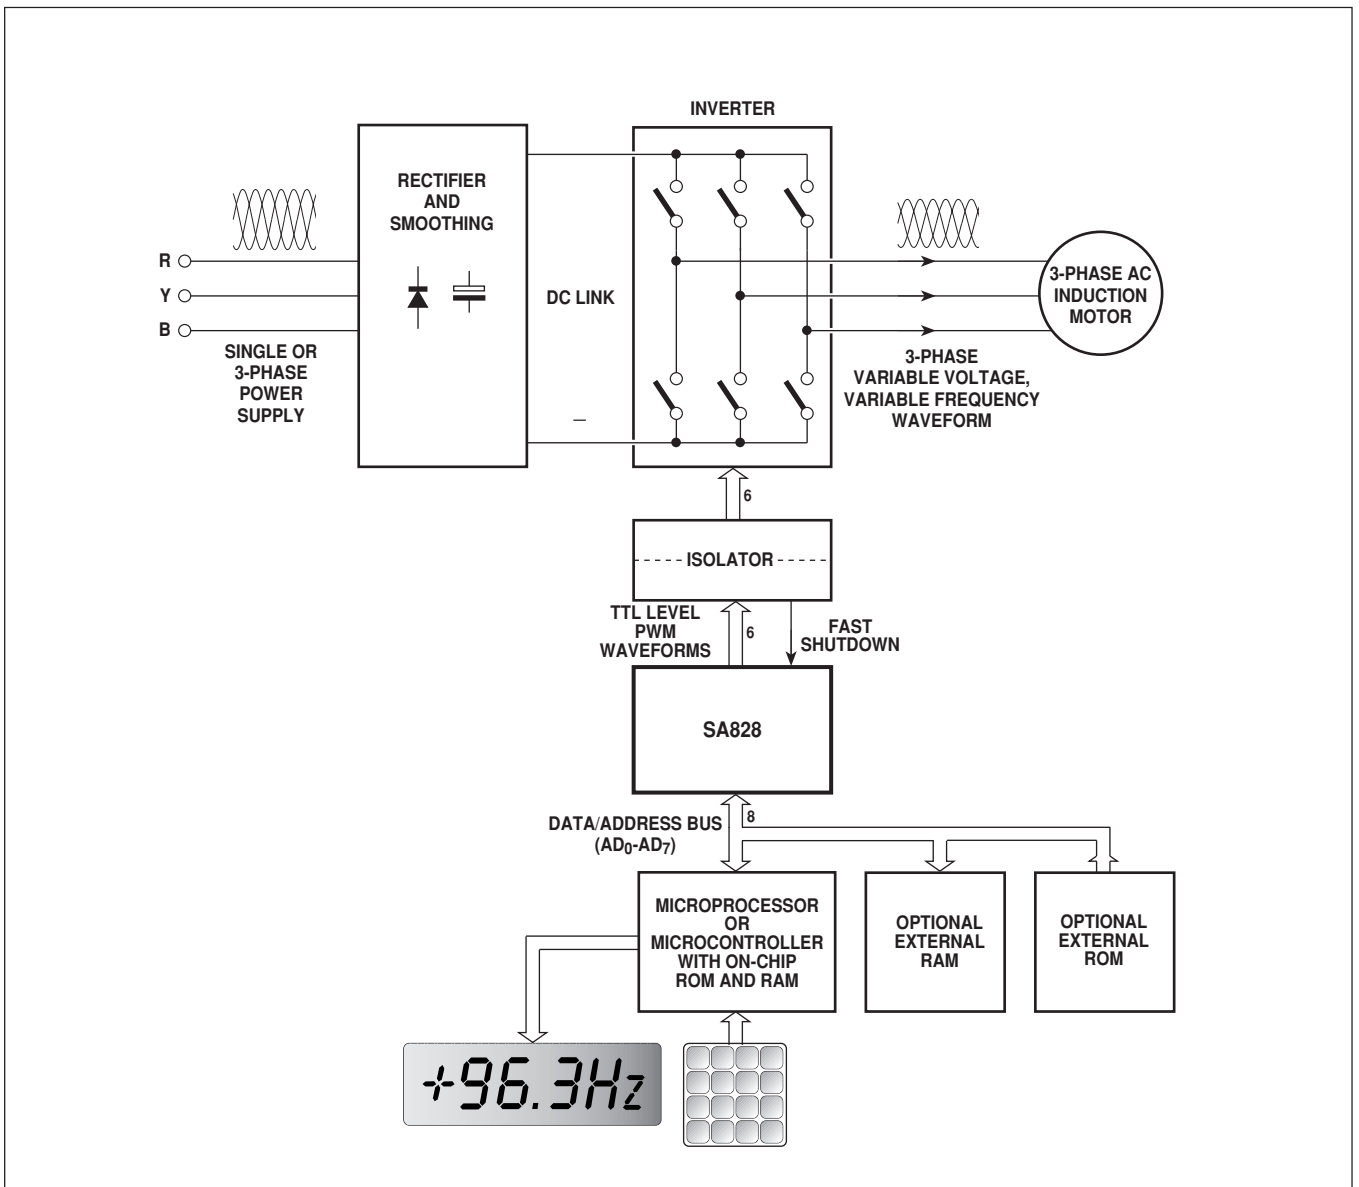 INVERTER
RECTIFIER
AND
SMOOTHING
R
Y
B
SINGLE OR
3-PHASE
POWER
SUPPLY
DC LINK
–
3-PHASE AC
INDUCTION
MOTOR
3-PHASE
VARIABLE VOLTAGE,
VARIABLE FREQUENCY
WAVEFORM
6
ISOLATOR
TTL LEVEL
PWM
WAVEFORMS
6
FAST
SHUTDOWN
SA828
DATA/ADDRESS BUS
(AD0-AD7)
8
MICROPROCESSOR
OR
MICROCONTROLLER
WITH ON-CHIP
ROM AND RAM
OPTIONAL
EXTERNAL
RAM
OPTIONAL
EXTERNAL
ROM
+96.3Hz